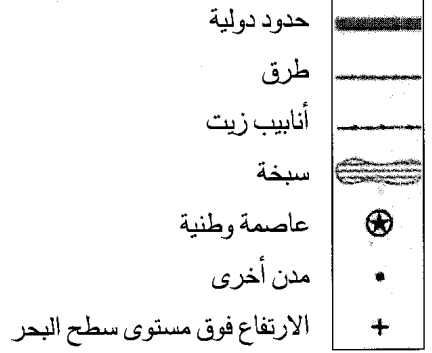 حدود دولية
طرق
أنابيب زيت
سبخة
عاصمة وطنية
مدن أخرى
الارتفاع فوق مستوى سطح البحر